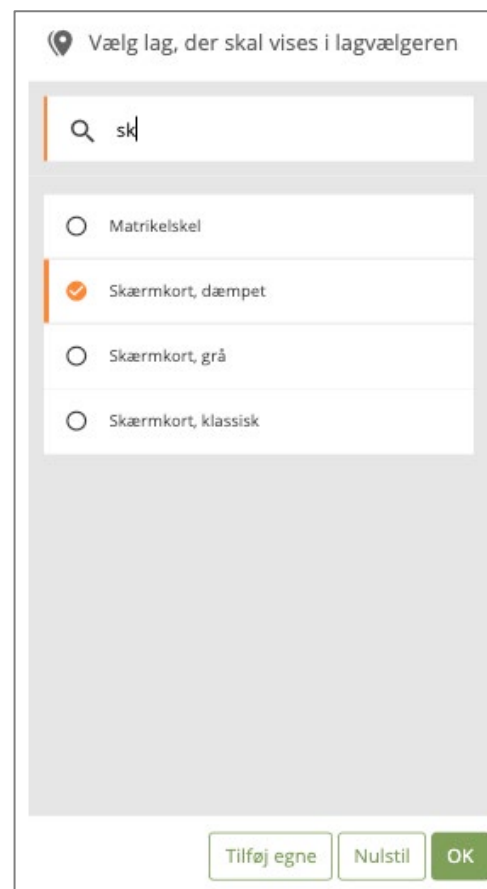 Vælg lag, der skal vises i lagvælgeren
sk
Matrikelskel
Skærmkort, dæmpet
Skærmkort, grå
Skærmkort, klassisk
Tilføj egne Nulstil OK